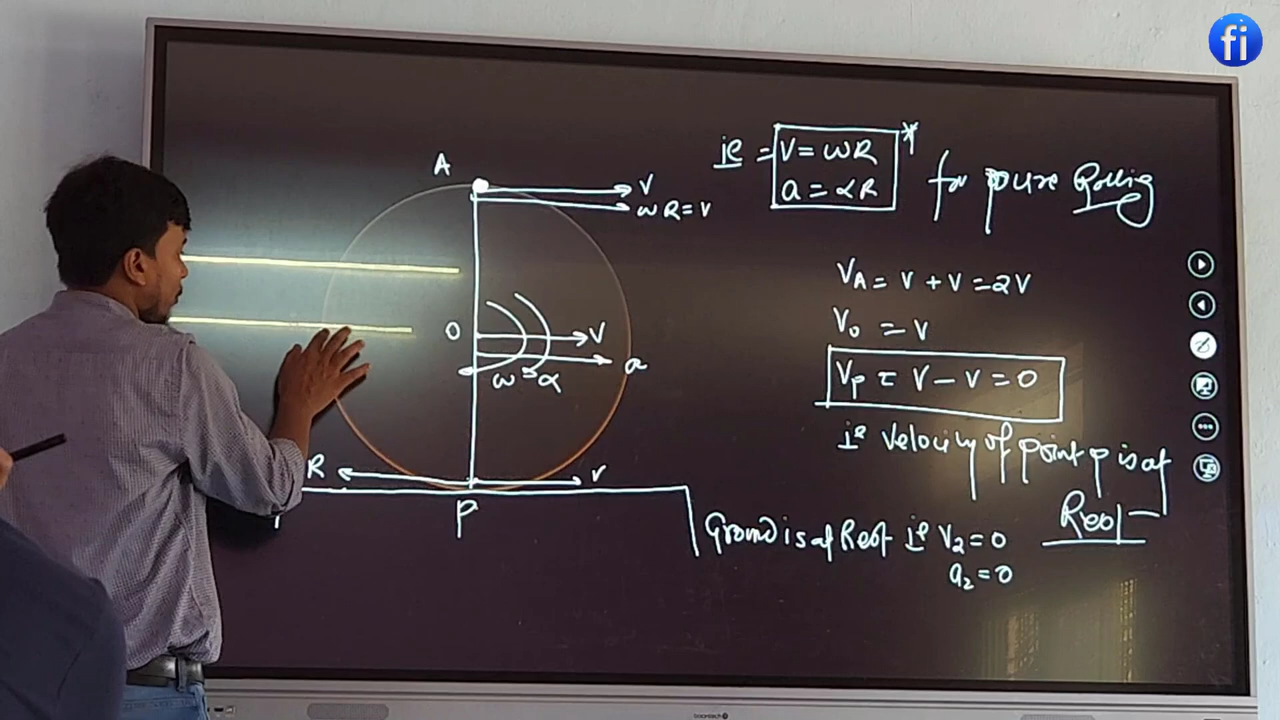 fi
ie = V = ωR *
a = αR
for pure Rolling
A
V
ωR = V
V_A = V + V = 2V
O
V
V_O = V
a
ω
α
V_P = V - V = 0
ie velocity of point p is at
Rest
R
V
P
Ground is at Rest ie V_2 = 0
a_2 = 0